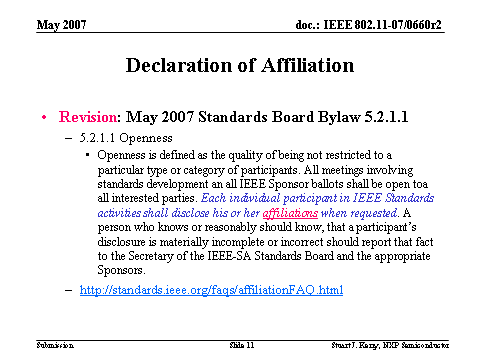 May 2007 doc.: IEEE 802.11-07/0660r2
Declaration of Affiliation
• Revision: May 2007 Standards Board Bylaw 5.2.1.1
– 5.2.1.1 Openness
• Openness is defined as the quality of being not restricted to a
particular type or category of participants. All meetings involving
standards development an all IEEE Sponsor ballots shall be open toa
all interested parties. Each individual participant in IEEE Standards
activities shall disclose his or her affiliations when requested. A
person who knows or reasonably should know, that a participant’s
disclosure is materially incomplete or incorrect should report that fact
to the Secretary of the IEEE-SA Standards Board and the appropriate
Sponsors.
– http://standards.ieee.org/faqs/affiliationFAQ.html
Submission Slide 11 Stuart J. Kerry, NXP Semiconductor